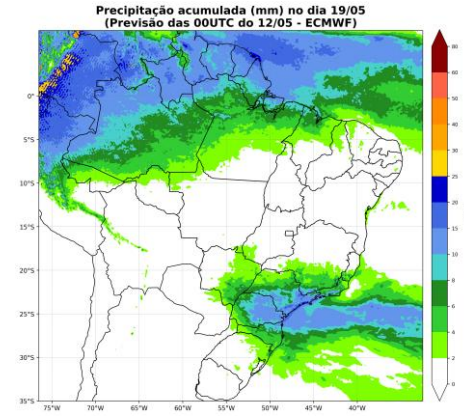 Precipitação acumulada (mm) no dia 19/05
(Previsão das 00UTC do 12/05 - ECMWF)
80
60
50
40
30
25
20
15
10
8
6
4
2
0
0°
5°S
10°S
15°S
20°S
25°S
30°S
35°S
75°W 70°W 65°W 60°W 55°W 50°W 45°W 40°W